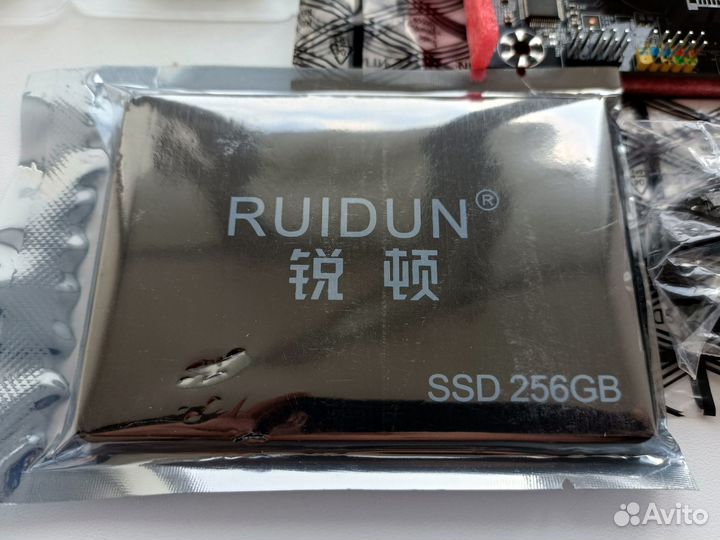 RUIDUN®
锐 顿
SSD 256GB
Avito